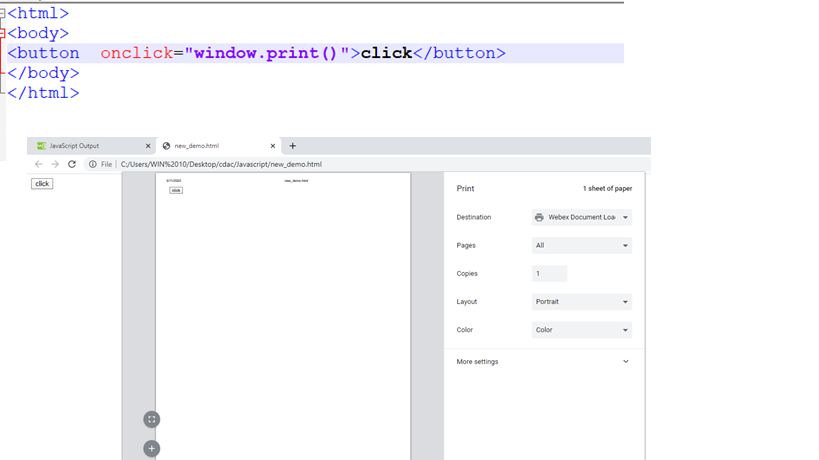 <html>
<body>
<button  onclick="window.print()">click</button>
</body>
</html>
JavaScript Output
new_demo.html
File | C:/Users/WIN%2010/Desktop/cdac/Javascript/new_demo.html
click
new_demo.html
click
Print 1 sheet of paper
Destination Webex Document Loa
Pages All
Copies 1
Layout Portrait
Color Color
More settings